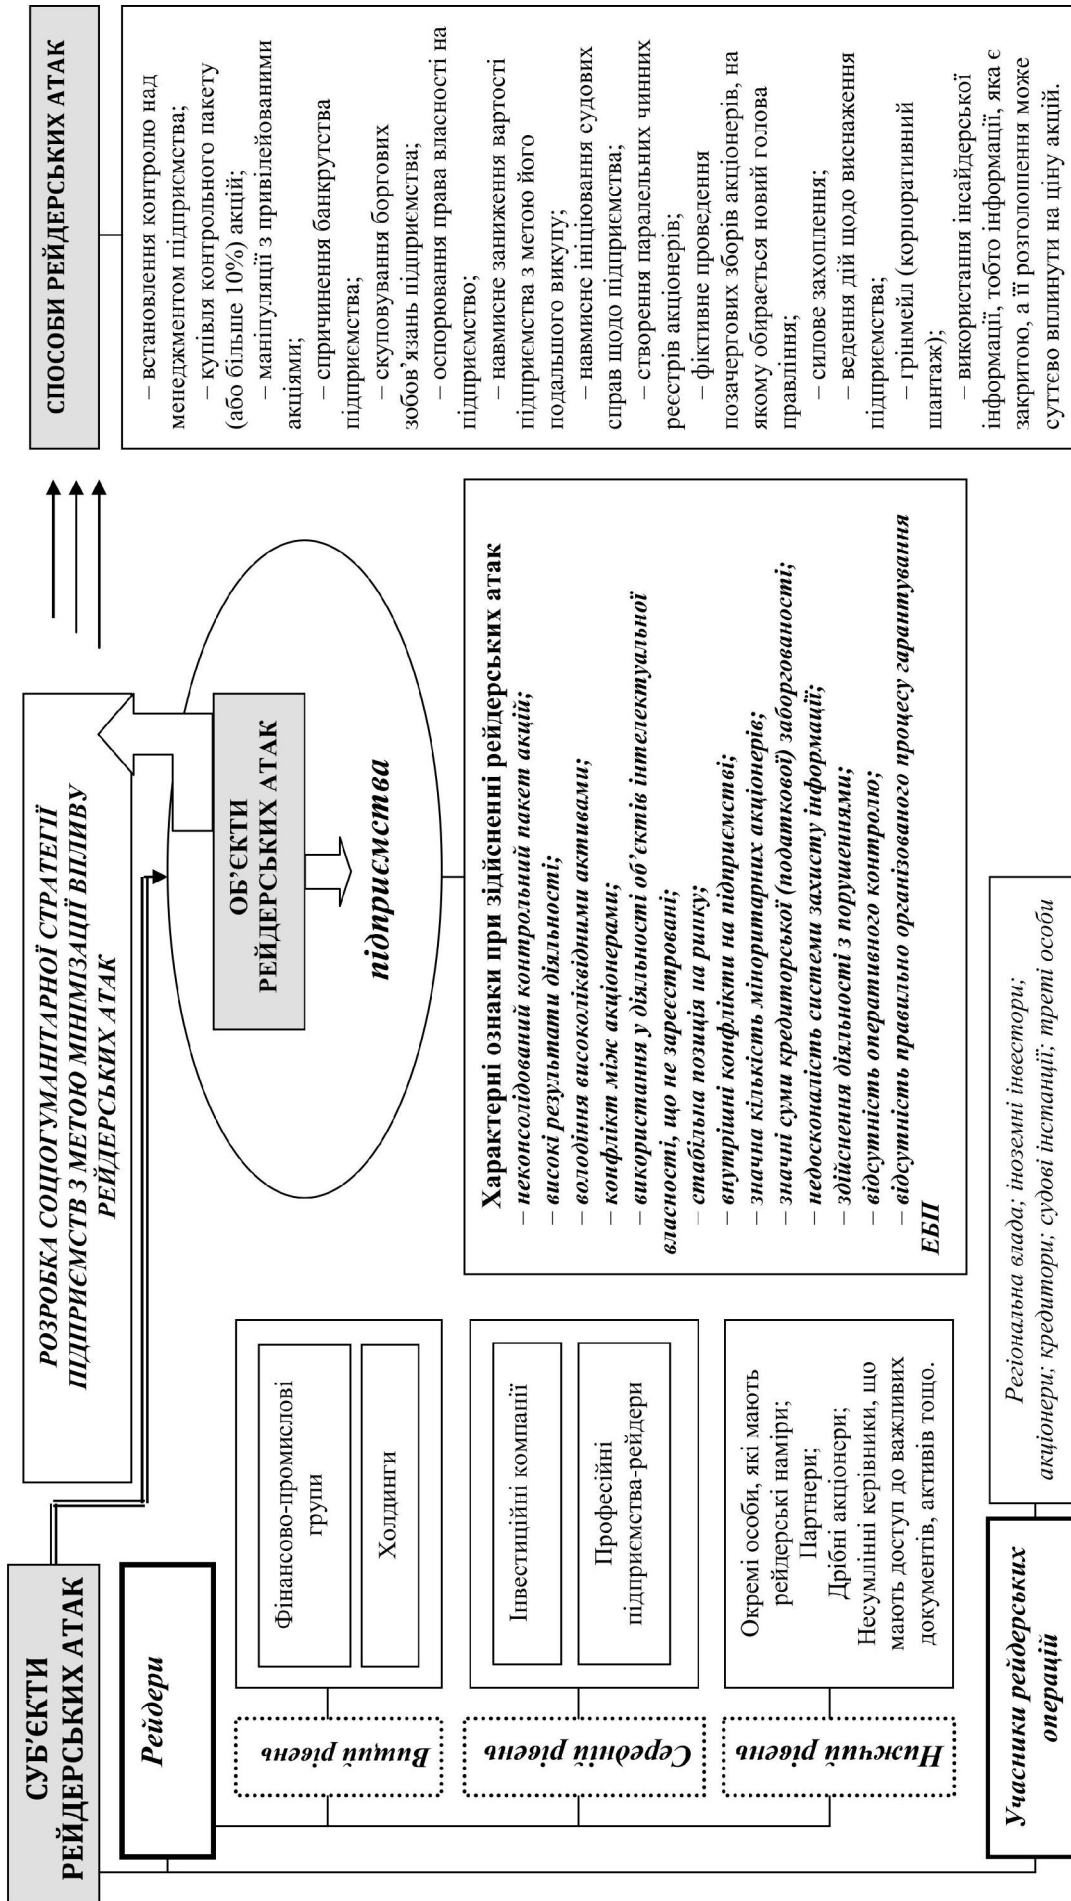 СУБ’ЄКТИ
РЕЙДЕРСЬКИХ АТАК
Рейдери
Вищий рівень
Фінансово-промислові
групи
Холдинги
Середній рівень
Інвестиційні компанії
Професійні
підприємства-рейдери
Нижчий рівень
Окремі особи, які мають
рейдерські наміри;
Партнери;
Дрібні акціонери;
Несумлінні керівники, що
мають доступ до важливих
документів, активів тощо.
Учасники рейдерських
операцій
Регіональна влада; іноземні інвестори;
акціонери; кредитори; судові інстанції; треті особи
РОЗРОБКА СОЦІОГУМАНІТАРНОЇ СТРАТЕГІЇ
ПІДПРИЄМСТВ З МЕТОЮ МІНІМІЗАЦІЇ ВПЛИВУ
РЕЙДЕРСЬКИХ АТАК
ОБ’ЄКТИ
РЕЙДЕРСЬКИХ АТАК
підприємства
Характерні ознаки при здійсненні рейдерських атак
– неконсолідований контрольний пакет акцій;
– високі результати діяльності;
– володіння високоліквідними активами;
– конфлікт між акціонерами;
– використання у діяльності об’єктів інтелектуальної
власності, що не зареєстровані;
– стабільна позиція на ринку;
– внутрішні конфлікти на підприємстві;
– значна кількість міноритарних акціонерів;
– значні суми кредиторської (податкової) заборгованості;
– недосконалість системи захисту інформації;
– здійснення діяльності з порушеннями;
– відсутність оперативного контролю;
– відсутність правильно організованого процесу гарантування
ЕБП
СПОСОБИ РЕЙДЕРСЬКИХ АТАК
– встановлення контролю над
менеджментом підприємства;
– купівля контрольного пакету
(або більше 10%) акцій;
– маніпуляції з привілейованими
акціями;
– спричинення банкрутства
підприємства;
– скуповування боргових
зобов’язань підприємства;
– оспорювання права власності на
підприємство;
– навмисне заниження вартості
підприємства з метою його
подальшого викупу;
– навмисне ініціювання судових
справ щодо підприємства;
– створення паралельних чинних
реєстрів акціонерів;
– фіктивне проведення
позачергових зборів акціонерів, на
якому обирається новий голова
правління;
– силове захоплення;
– ведення дій щодо виснаження
підприємства;
– грінмейл (корпоративний
шантаж);
– використання інсайдерської
інформації, тобто інформації, яка є
закритою, а її розголошення може
суттєво вплинути на ціну акцій.